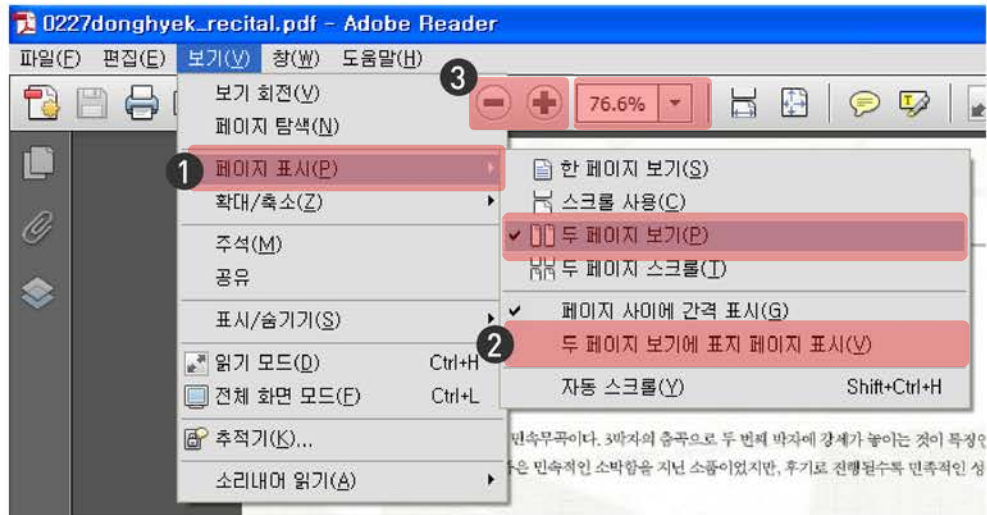 0227donghyek_recital.pdf - Adobe Reader
파일(F) 편집(E) 보기(V) 창(W) 도움말(H)
3
76.6%
보기 회전(V)
페이지 탐색(N)
1
페이지 표시(P)
확대/축소(Z)
주석(M)
공유
표시/숨기기(S)
읽기 모드(D) Ctrl+H
전체 화면 모드(F) Ctrl+L
추적기(K)...
소리내어 읽기(A)
한 페이지 보기(S)
스크롤 사용(C)
두 페이지 보기(P)
두 페이지 스크롤(T)
페이지 사이에 간격 표시(G)
2
두 페이지 보기에 표지 페이지 표시(V)
자동 스크롤(Y) Shift+Ctrl+H
민속무곡이다. 3박자의 춤곡으로 두 번째 박자에 강세가 놓이는 것이 특징
은 민속적인 소박함을 지닌 소품이었지만, 후기로 진행될수록 민족적인 성